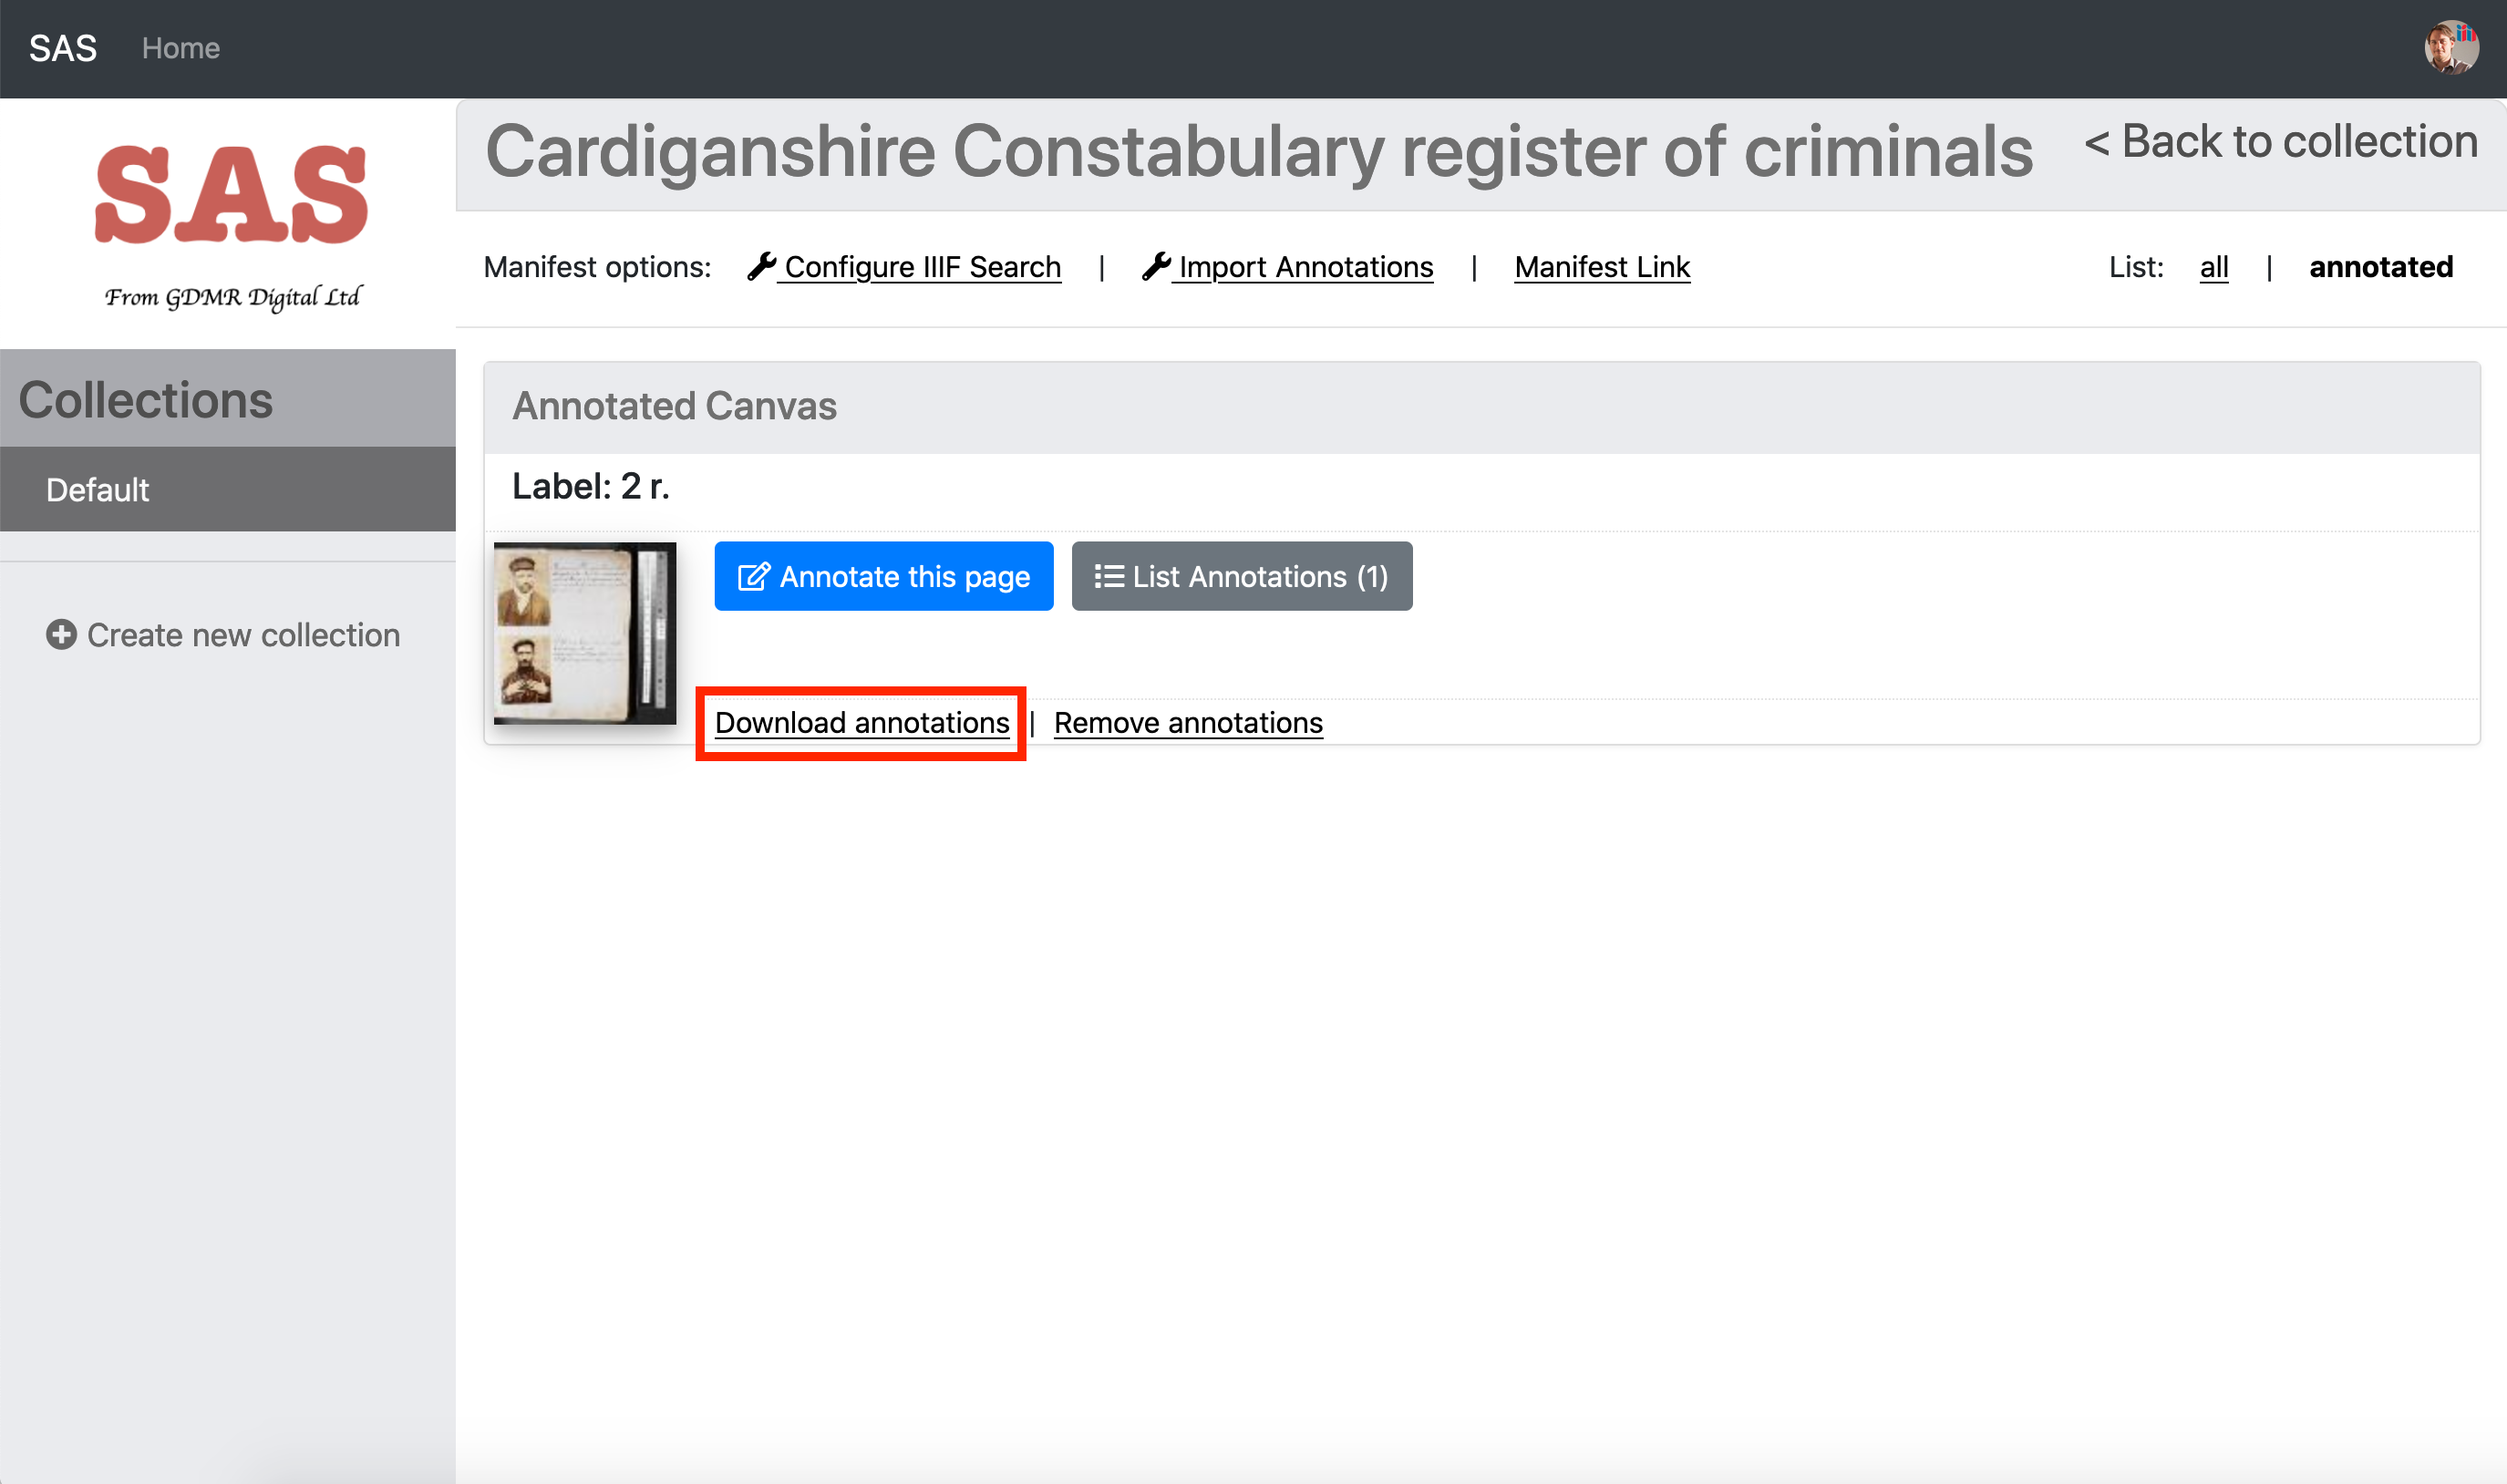 SAS Home
SAS
From GDMR Digital Ltd
Collections
Default
Create new collection
Cardiganshire Constabulary register of criminals < Back to collection
Manifest options: Configure IIIF Search | Import Annotations | Manifest Link List: all | annotated
Annotated Canvas
Label: 2 r.
Annotate this page List Annotations (1)
Download annotations | Remove annotations